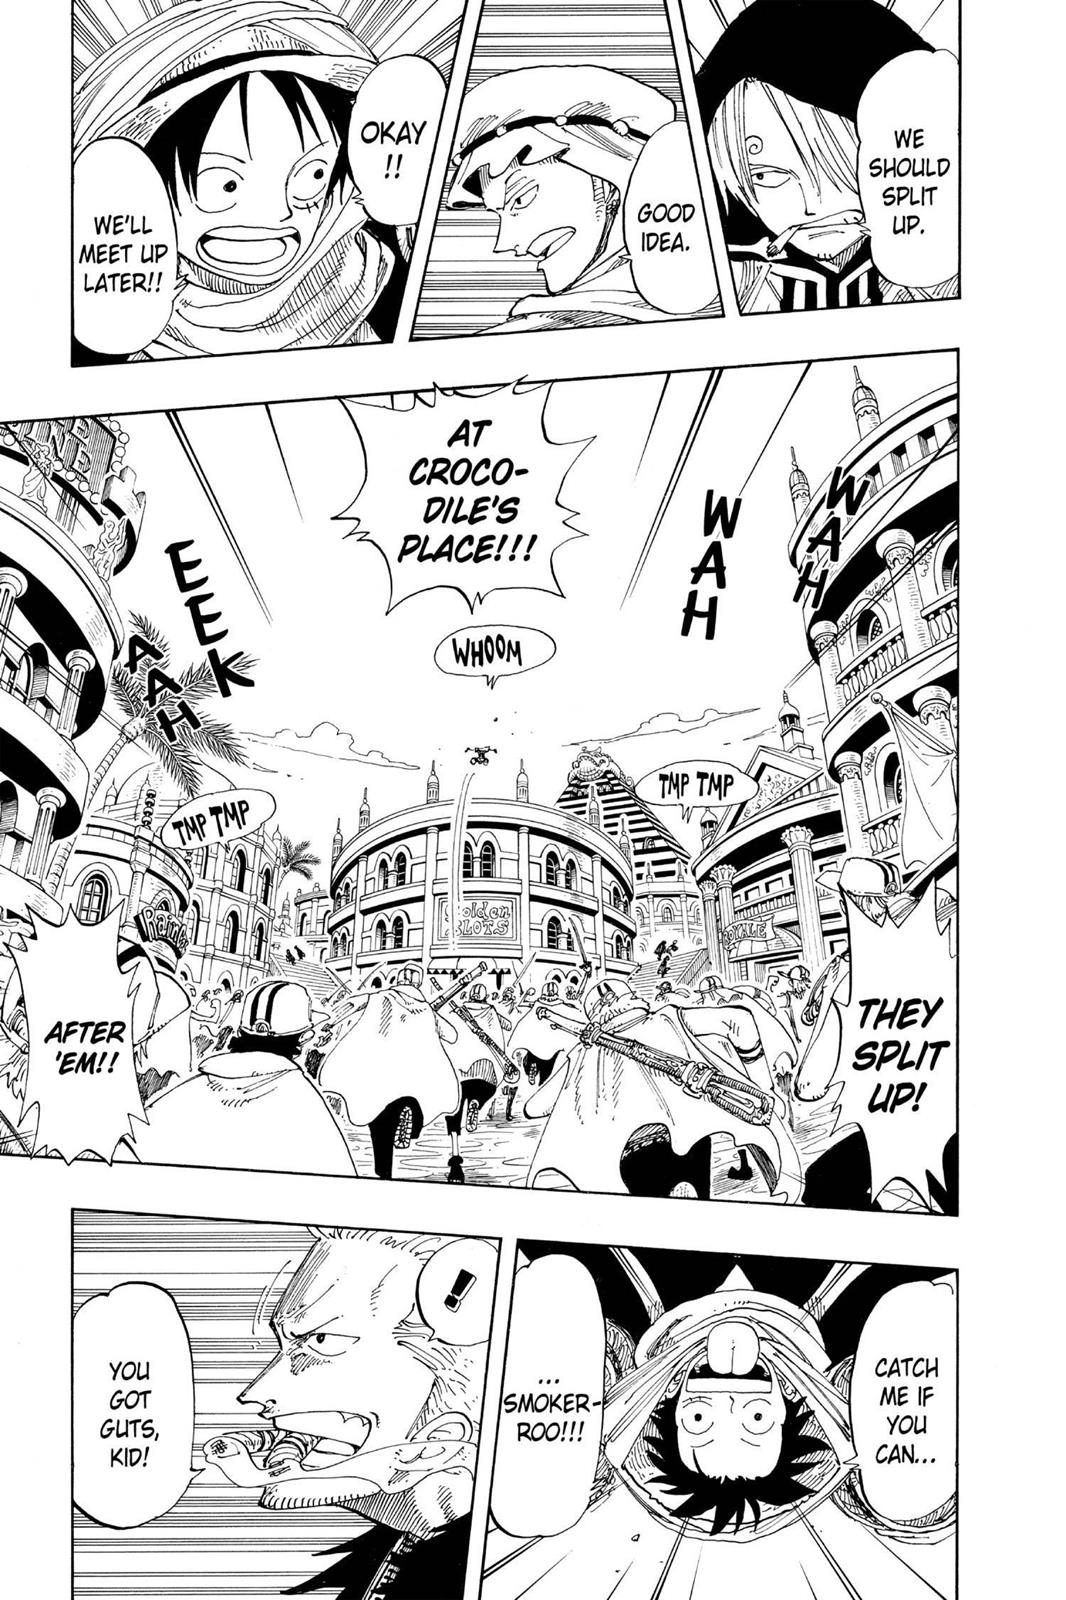 WE
SHOULD
SPLIT
UP.
GOOD
IDEA.
OKAY
!!
WE'LL
MEET UP
LATER!!
AT
CROCO-
DILE'S
PLACE!!!
WAH
WAH
EEEK
AAH
WHOOM
TMP TMP
TMP TMP
Golden
SLOTS
ROYALE
THEY
SPLIT
UP!
AFTER
'EM!!
CATCH
ME IF
YOU
CAN...
...
SMOKER-
ROO!!!
!
YOU
GOT
GUTS,
KID!